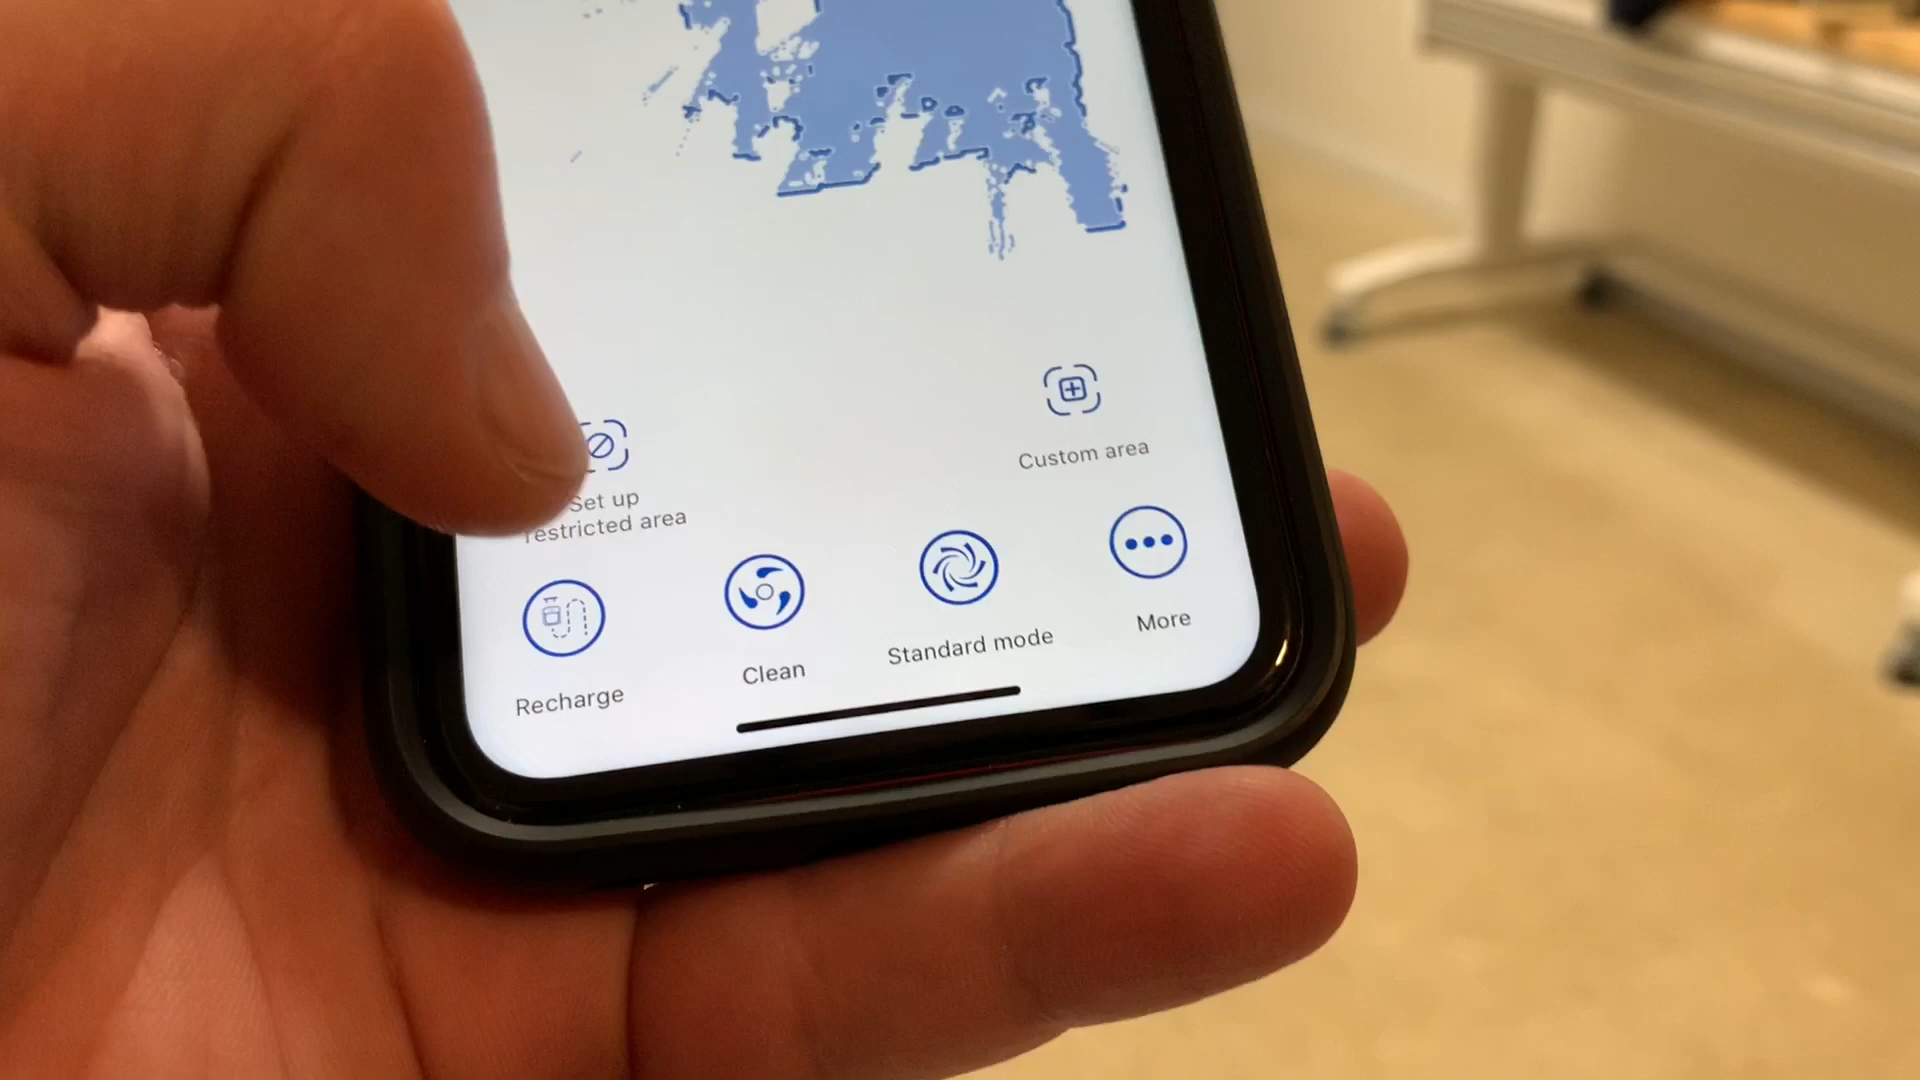 Custom area
Set up
restricted area
Recharge
Clean
Standard mode
More